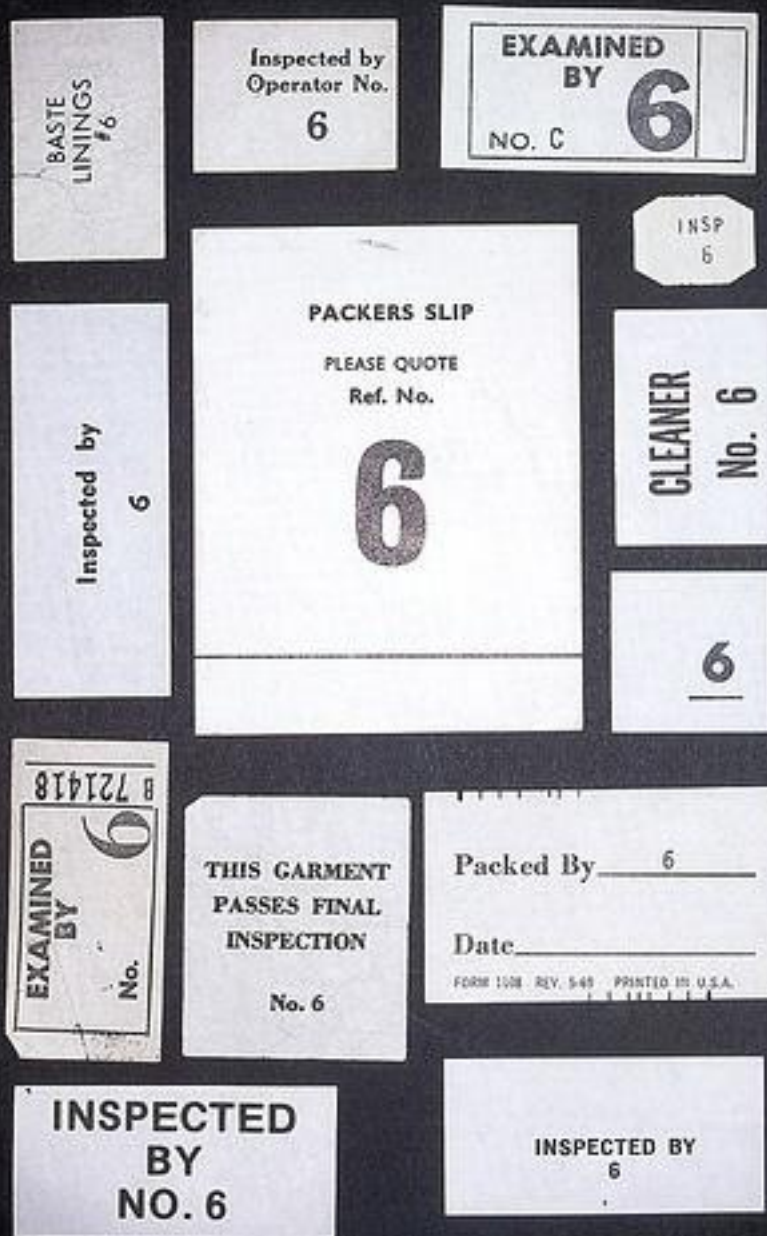 BASTE
LININGS
#6
Inspected by
Operator No.
6
EXAMINED
BY
6
NO. C
INSP
6
Inspected by
6
PACKERS SLIP
PLEASE QUOTE
Ref. No.
6
CLEANER
No. 6
6
B 721418
EXAMINED
BY
No.
6
THIS GARMENT
PASSES FINAL
INSPECTION
No. 6
Packed By 6
Date
FORM 1108 REV. 5-69 PRINTED IN U.S.A.
INSPECTED
BY
NO. 6
INSPECTED BY
6